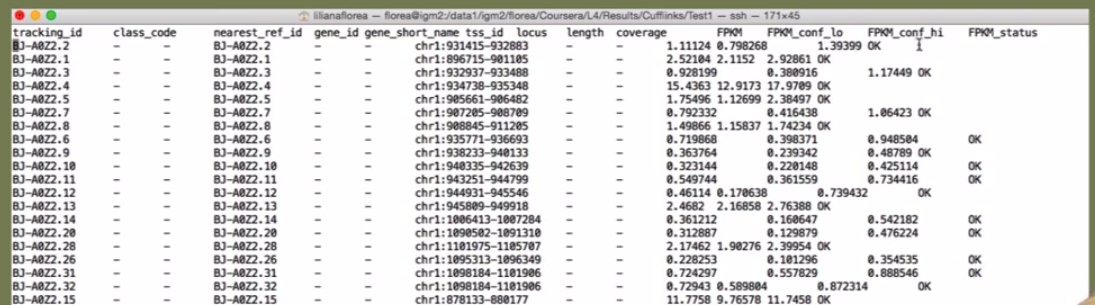 lilianaflorea — florea@igm2:/data1/igm2/florea/Coursera/L4/Results/Cufflinks/Test1 — ssh — 171×45
tracking_id class_code nearest_ref_id gene_id gene_short_name tss_id locus length coverage FPKM FPKM_conf_lo FPKM_conf_hi FPKM_status
BJ-A0Z2.2 - - BJ-A0Z2.2 - - chr1:931415-932883 - - 1.11124 0.798268 1.39399 OK
BJ-A0Z2.1 - - BJ-A0Z2.1 - - chr1:896715-901105 - - 2.52104 2.1152 2.92861 OK
BJ-A0Z2.3 - - BJ-A0Z2.3 - - chr1:932937-933488 - - 0.928199 0.380916 1.17449 OK
BJ-A0Z2.4 - - BJ-A0Z2.4 - - chr1:934738-935348 - - 15.4363 12.9173 17.9709 OK
BJ-A0Z2.5 - - BJ-A0Z2.5 - - chr1:905661-906482 - - 1.75496 1.12699 2.38497 OK
BJ-A0Z2.7 - - BJ-A0Z2.7 - - chr1:907205-908709 - - 0.792332 0.416438 1.06423 OK
BJ-A0Z2.8 - - BJ-A0Z2.8 - - chr1:908845-911205 - - 1.49866 1.15837 1.74234 OK
BJ-A0Z2.6 - - BJ-A0Z2.6 - - chr1:935771-936693 - - 0.719868 0.398371 0.948504 OK
BJ-A0Z2.9 - - BJ-A0Z2.9 - - chr1:938233-940133 - - 0.363764 0.239342 0.48789 OK
BJ-A0Z2.10 - - BJ-A0Z2.10 - - chr1:940335-942639 - - 0.323144 0.220148 0.425114 OK
BJ-A0Z2.11 - - BJ-A0Z2.11 - - chr1:943251-944799 - - 0.549744 0.361559 0.734416 OK
BJ-A0Z2.12 - - BJ-A0Z2.12 - - chr1:944931-945546 - - 0.46114 0.170638 0.739432 OK
BJ-A0Z2.13 - - BJ-A0Z2.13 - - chr1:945809-949918 - - 2.4682 2.16858 2.76388 OK
BJ-A0Z2.14 - - BJ-A0Z2.14 - - chr1:1006413-1007284 - - 0.361212 0.160647 0.542182 OK
BJ-A0Z2.20 - - BJ-A0Z2.20 - - chr1:1090502-1091310 - - 0.312887 0.129879 0.476224 OK
BJ-A0Z2.28 - - BJ-A0Z2.28 - - chr1:1101975-1105707 - - 2.17462 1.90276 2.39954 OK
BJ-A0Z2.26 - - BJ-A0Z2.26 - - chr1:1095313-1096349 - - 0.228253 0.101296 0.354535 OK
BJ-A0Z2.31 - - BJ-A0Z2.31 - - chr1:1098184-1101906 - - 0.724297 0.557829 0.888546 OK
BJ-A0Z2.32 - - BJ-A0Z2.32 - - chr1:1098184-1101906 - - 0.72943 0.589804 0.872314 OK
BJ-A0Z2.15 - - BJ-A0Z2.15 - - chr1:878133-880177 - - 11.7758 9.76578 11.7458 OK